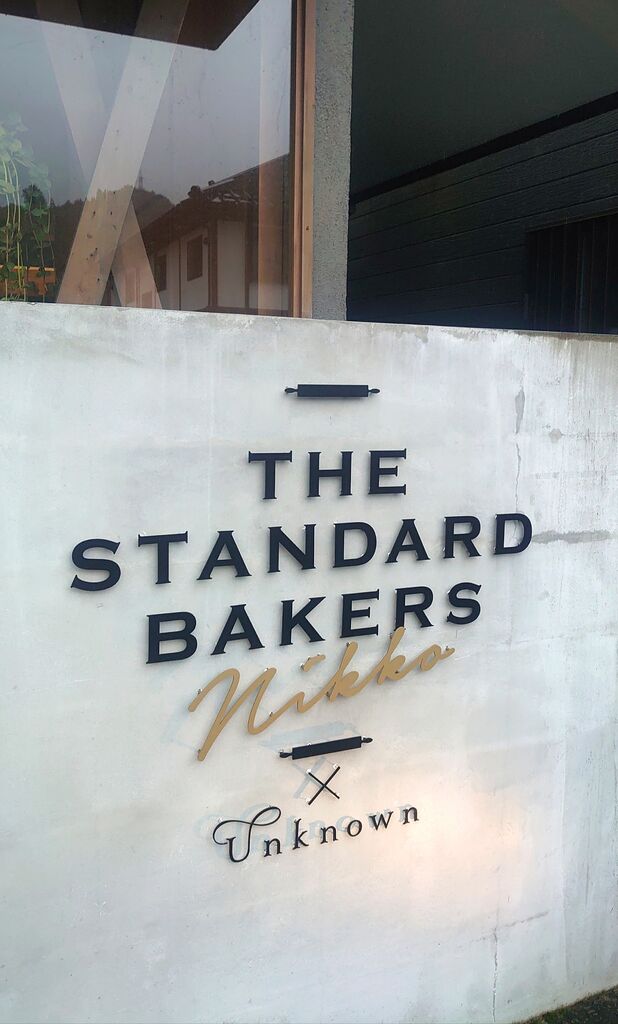 THE
STANDARD
BAKERS
Nikko
×
Unknown